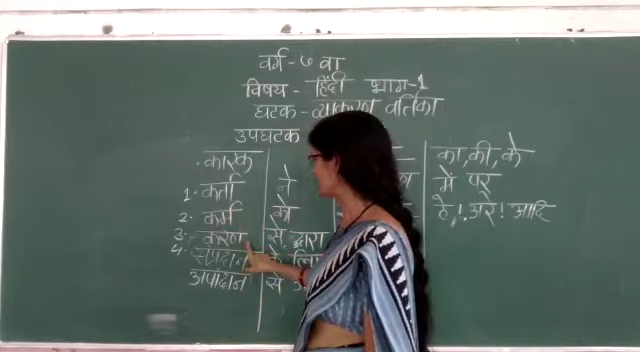 वर्ग - ७ वा
विषय - हिंदी भाग-1
घटक - व्याकरण वर्तिका
उपघटक
कारक
1. कर्ता ने
2. कर्म को
3. करण से, द्वारा
4. संप्रदान के लि
अपादान से
का, की, के
में पर
हे!, अरे! आदि